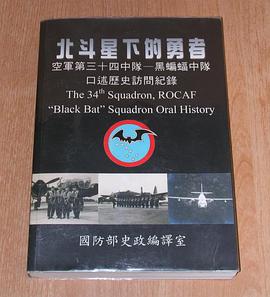 北斗星下的勇者
空軍第三十四中隊—黑蝙蝠中隊
口述歷史訪問紀錄
The 34th Squadron, ROCAF
“Black Bat” Squadron Oral History
國防部史政編譯室